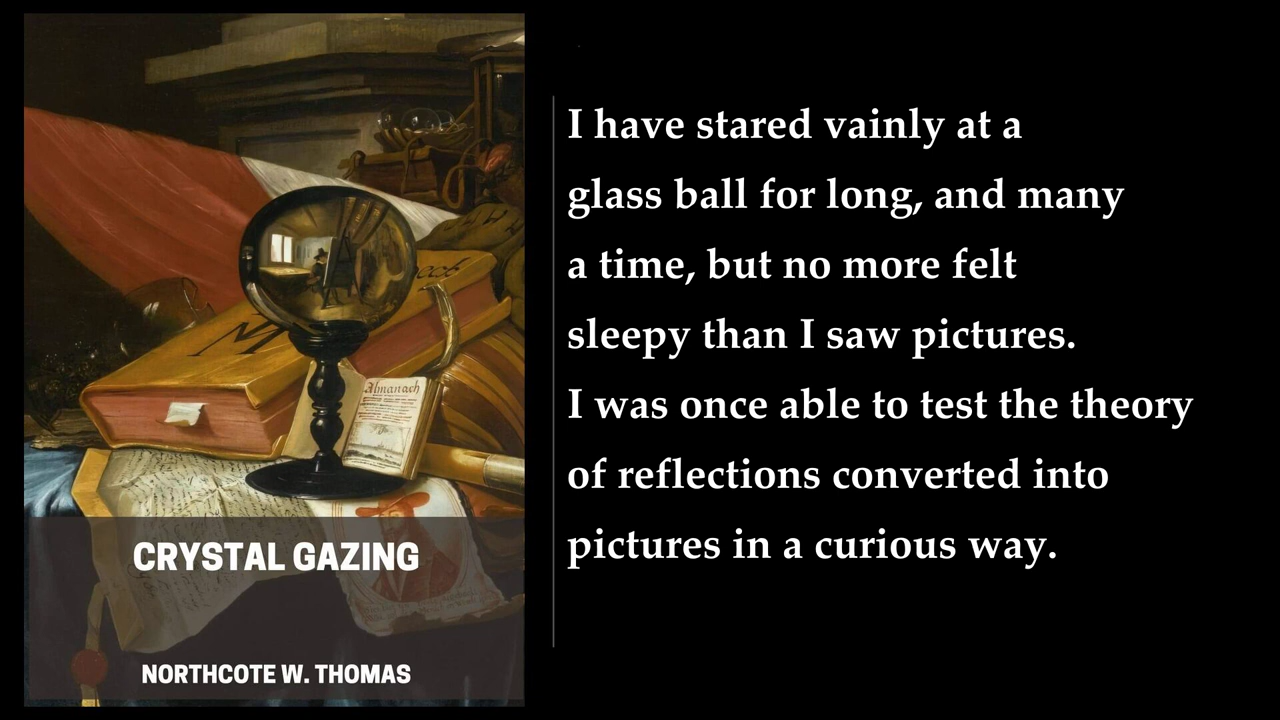 I have stared vainly at a
glass ball for long, and many
a time, but no more felt
sleepy than I saw pictures.
I was once able to test the theory
of reflections converted into
pictures in a curious way.
M
Almanach
CRYSTAL GAZING
NORTHCOTE W. THOMAS